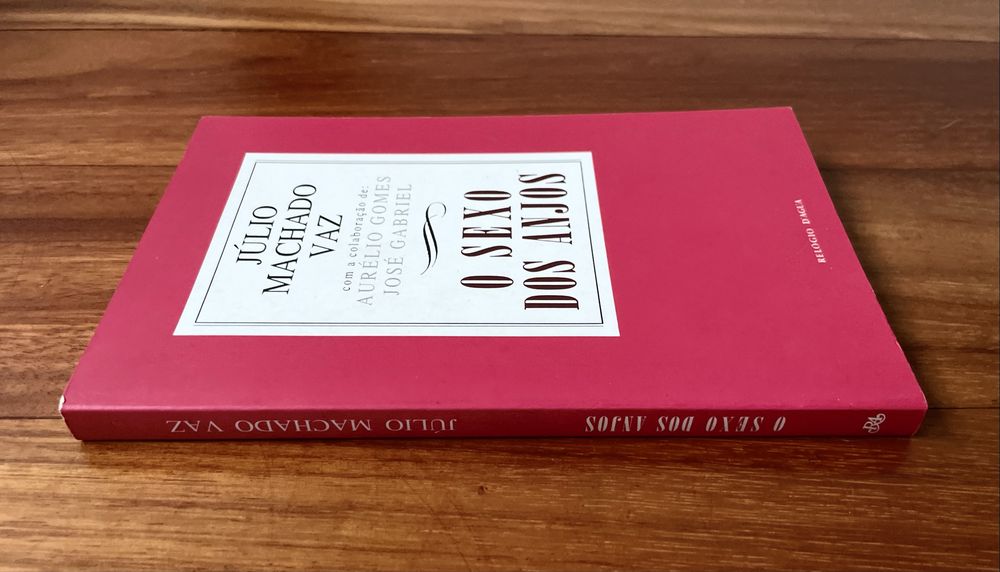 JÚLIO
MACHADO
VAZ
com a colaboração de:
AURÉLIO GOMES
JOSÉ GABRIEL
O SEXO
DOS ANJOS
RELÓGIO D'ÁGUA
JÚLIO MACHADO VAZ
O SEXO DOS ANJOS